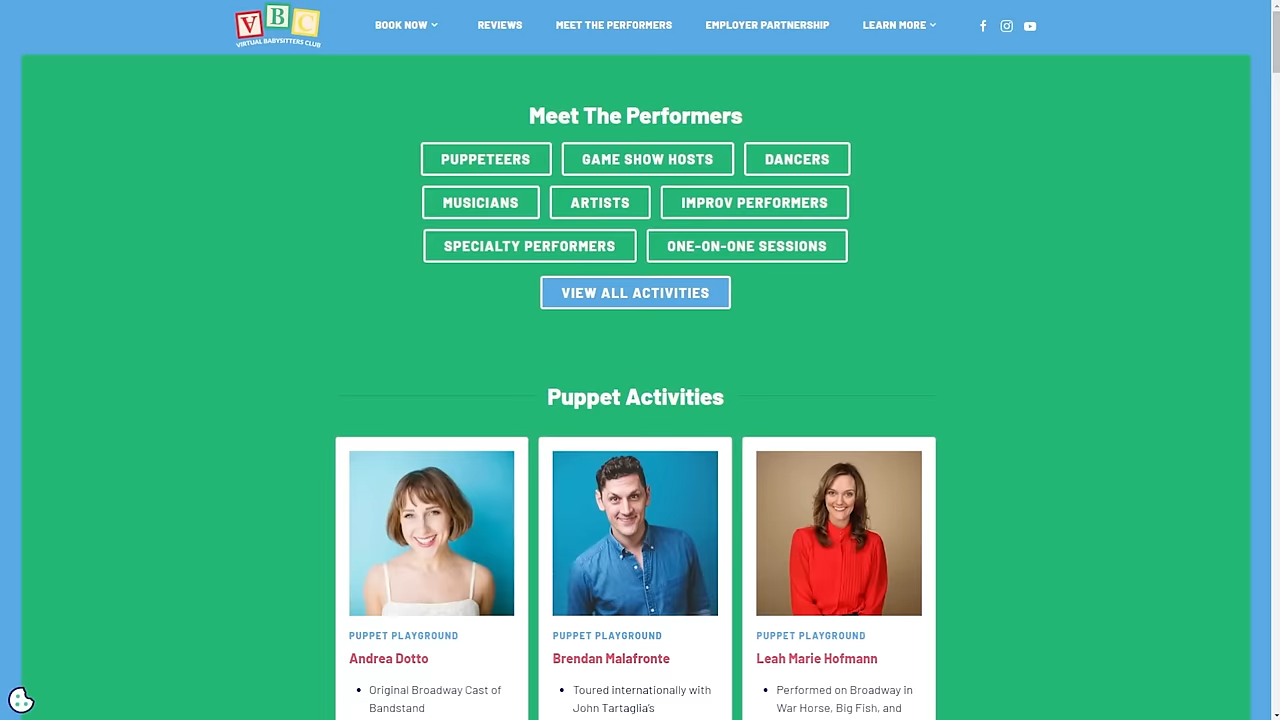 VBC
VIRTUAL BABYSITTERS CLUB
BOOK NOW
REVIEWS
MEET THE PERFORMERS
EMPLOYER PARTNERSHIP
LEARN MORE
Meet The Performers
PUPPETEERS
GAME SHOW HOSTS
DANCERS
MUSICIANS
ARTISTS
IMPROV PERFORMERS
SPECIALTY PERFORMERS
ONE-ON-ONE SESSIONS
VIEW ALL ACTIVITIES
Puppet Activities
PUPPET PLAYGROUND
Andrea Dotto
• Original Broadway Cast of
Bandstand
PUPPET PLAYGROUND
Brendan Malafronte
• Toured internationally with
John Tartaglia's
PUPPET PLAYGROUND
Leah Marie Hofmann
• Performed on Broadway in
War Horse, Big Fish, and